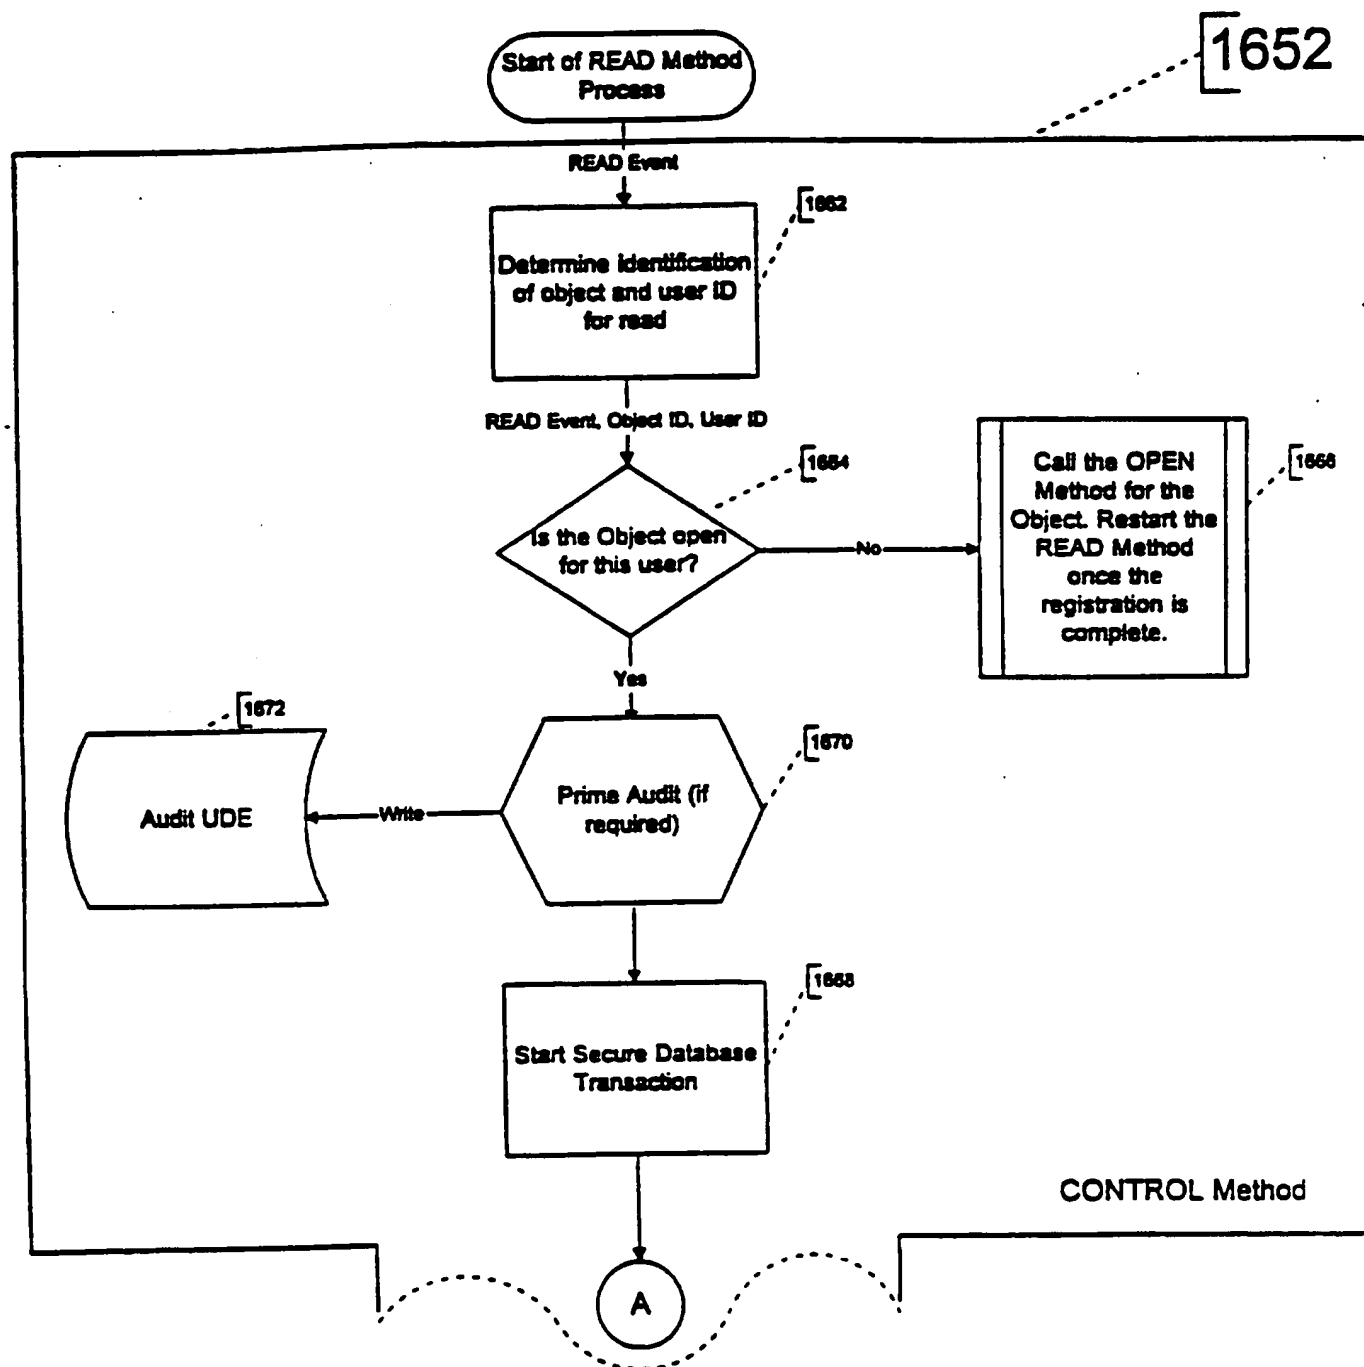 1652
Start of READ Method
Process
READ Event
1662
Determine identification
of object and user ID
for read
READ Event, Object ID, User ID
1664
Is the Object open
for this user?
No
Call the OPEN
Method for the
Object. Restart the
READ Method
once the
registration is
complete.
1666
Yes
1672
1670
Audit UDE
Write
Prime Audit (if
required)
1668
Start Secure Database
Transaction
CONTROL Method
A